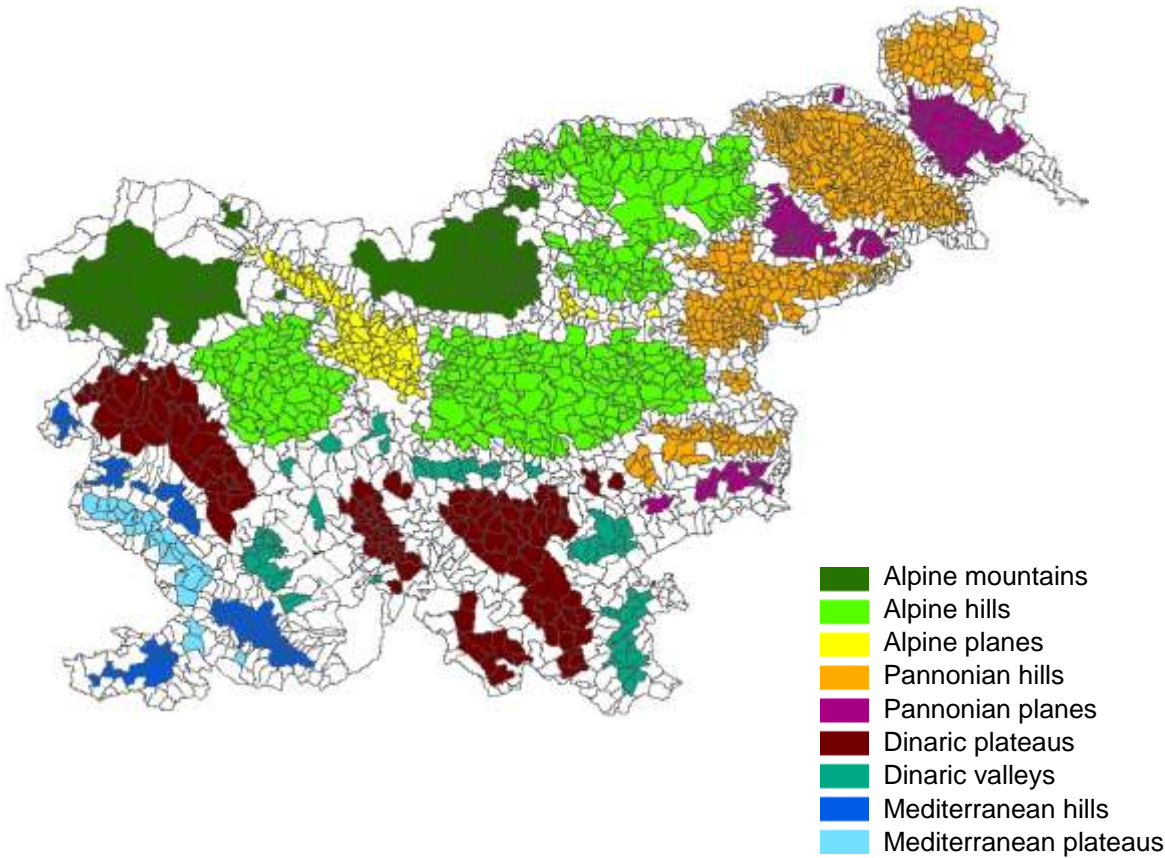 Alpine mountains
Alpine hills
Alpine planes
Pannonian hills
Pannonian planes
Dinaric plateaus
Dinaric valleys
Mediterranean hills
Mediterranean plateaus